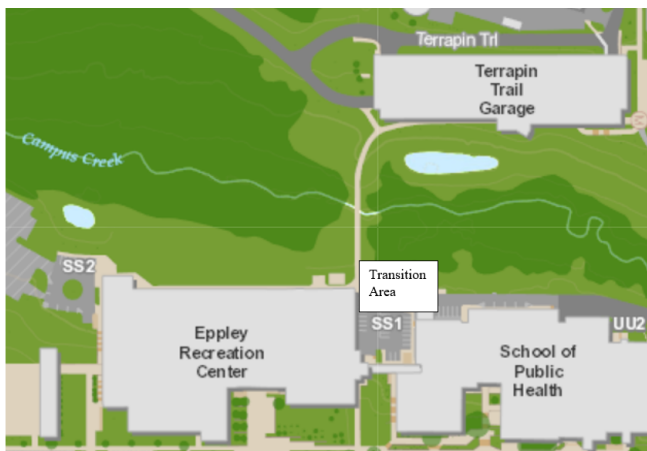 Terrapin Trl
Terrapin
Trail
Garage
Campus Creek
SS2
Transition
Area
SS1
UU2
Eppley
Recreation
Center
School of
Public
Health